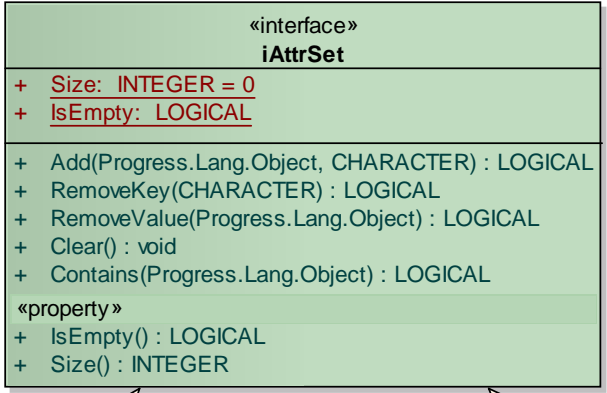 «interface»
iAttrSet
+ Size: INTEGER = 0
+ IsEmpty: LOGICAL
+ Add(Progress.Lang.Object, CHARACTER) : LOGICAL
+ RemoveKey(CHARACTER) : LOGICAL
+ RemoveValue(Progress.Lang.Object) : LOGICAL
+ Clear() : void
+ Contains(Progress.Lang.Object) : LOGICAL
«property»
+ IsEmpty() : LOGICAL
+ Size() : INTEGER